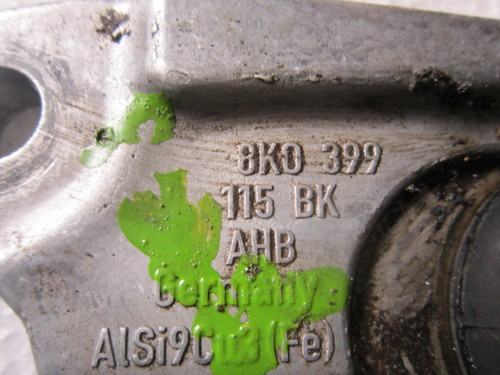 8K0 399
115 BK
AHB
Germany
AlSi9Cu3(Fe)